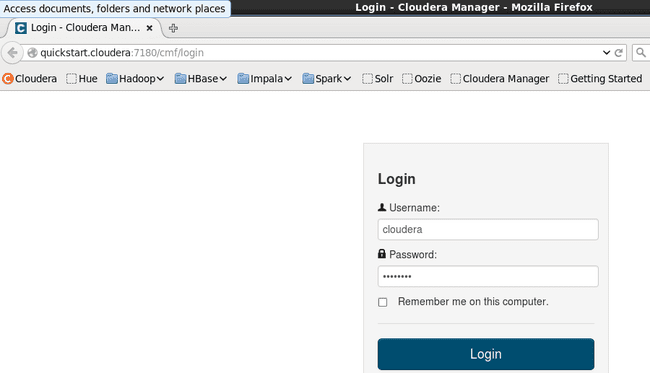 Access documents, folders and network places
Login - Cloudera Manager - Mozilla Firefox
C Login - Cloudera Man...
quickstart.cloudera:7180/cmf/login
Cloudera Hue Hadoop HBase Impala Spark Solr Oozie Cloudera Manager Getting Started
Login
Username:
cloudera
Password:
••••••••
Remember me on this computer.
Login